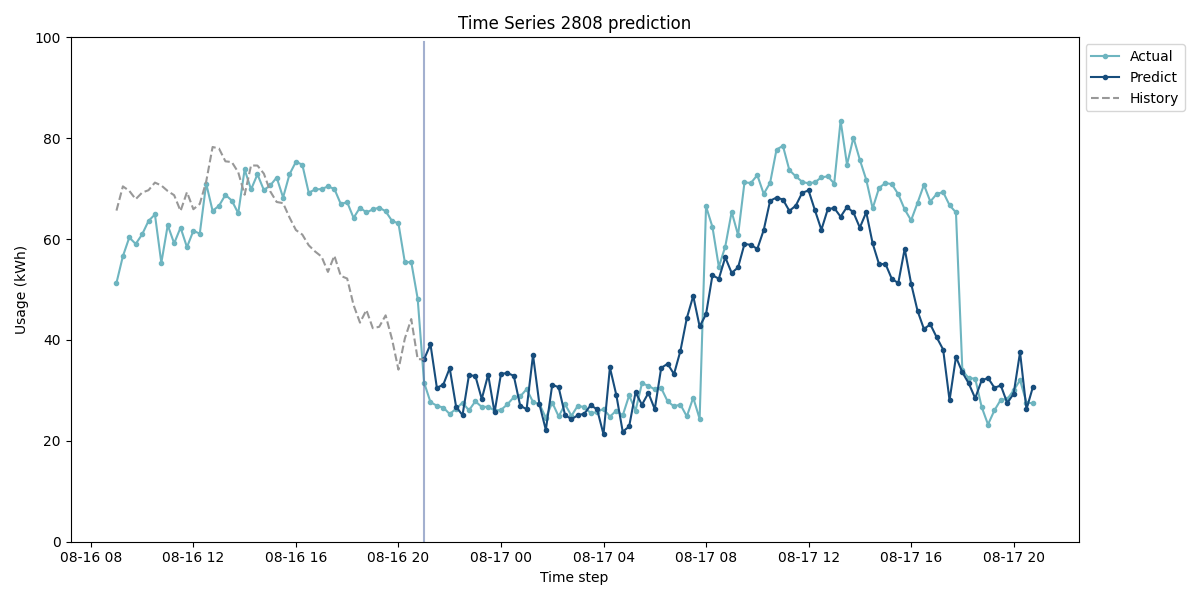 Time Series 2808 prediction
100
80
60
40
20
0
Usage (kWh)
08-16 08
08-16 12
08-16 16
08-16 20
08-17 00
08-17 04
08-17 08
08-17 12
08-17 16
08-17 20
Time step
Actual
Predict
History